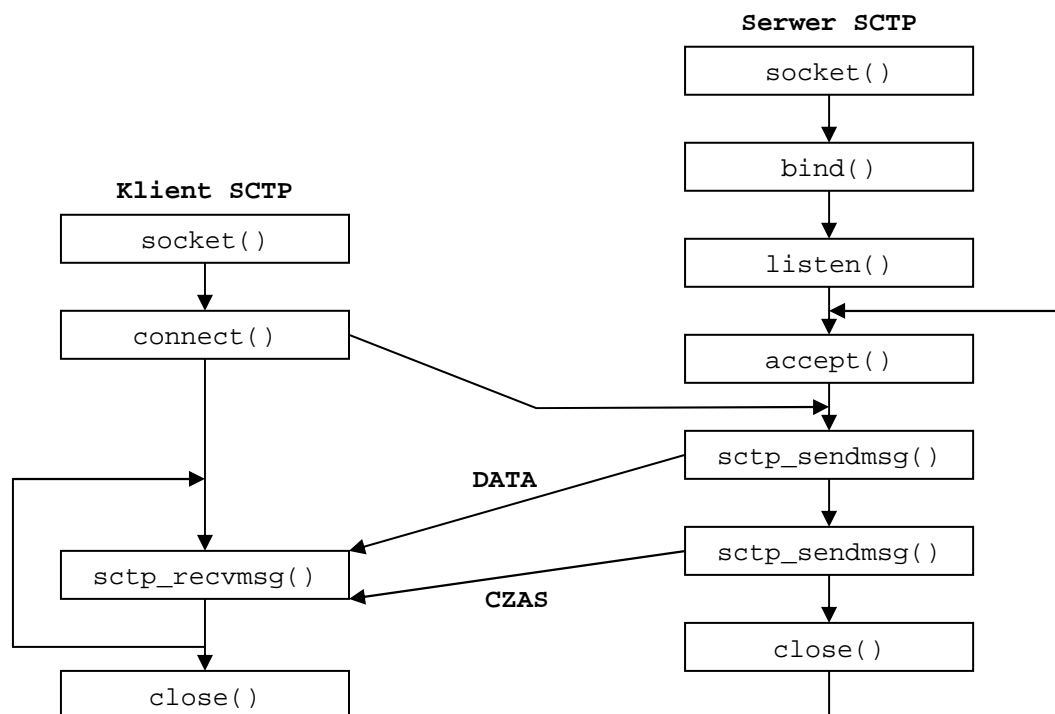 Serwer SCTP
socket()
bind()
listen()
accept()
sctp_sendmsg()
sctp_sendmsg()
close()
Klient SCTP
socket()
connect()
sctp_recvmsg()
close()
DATA
CZAS